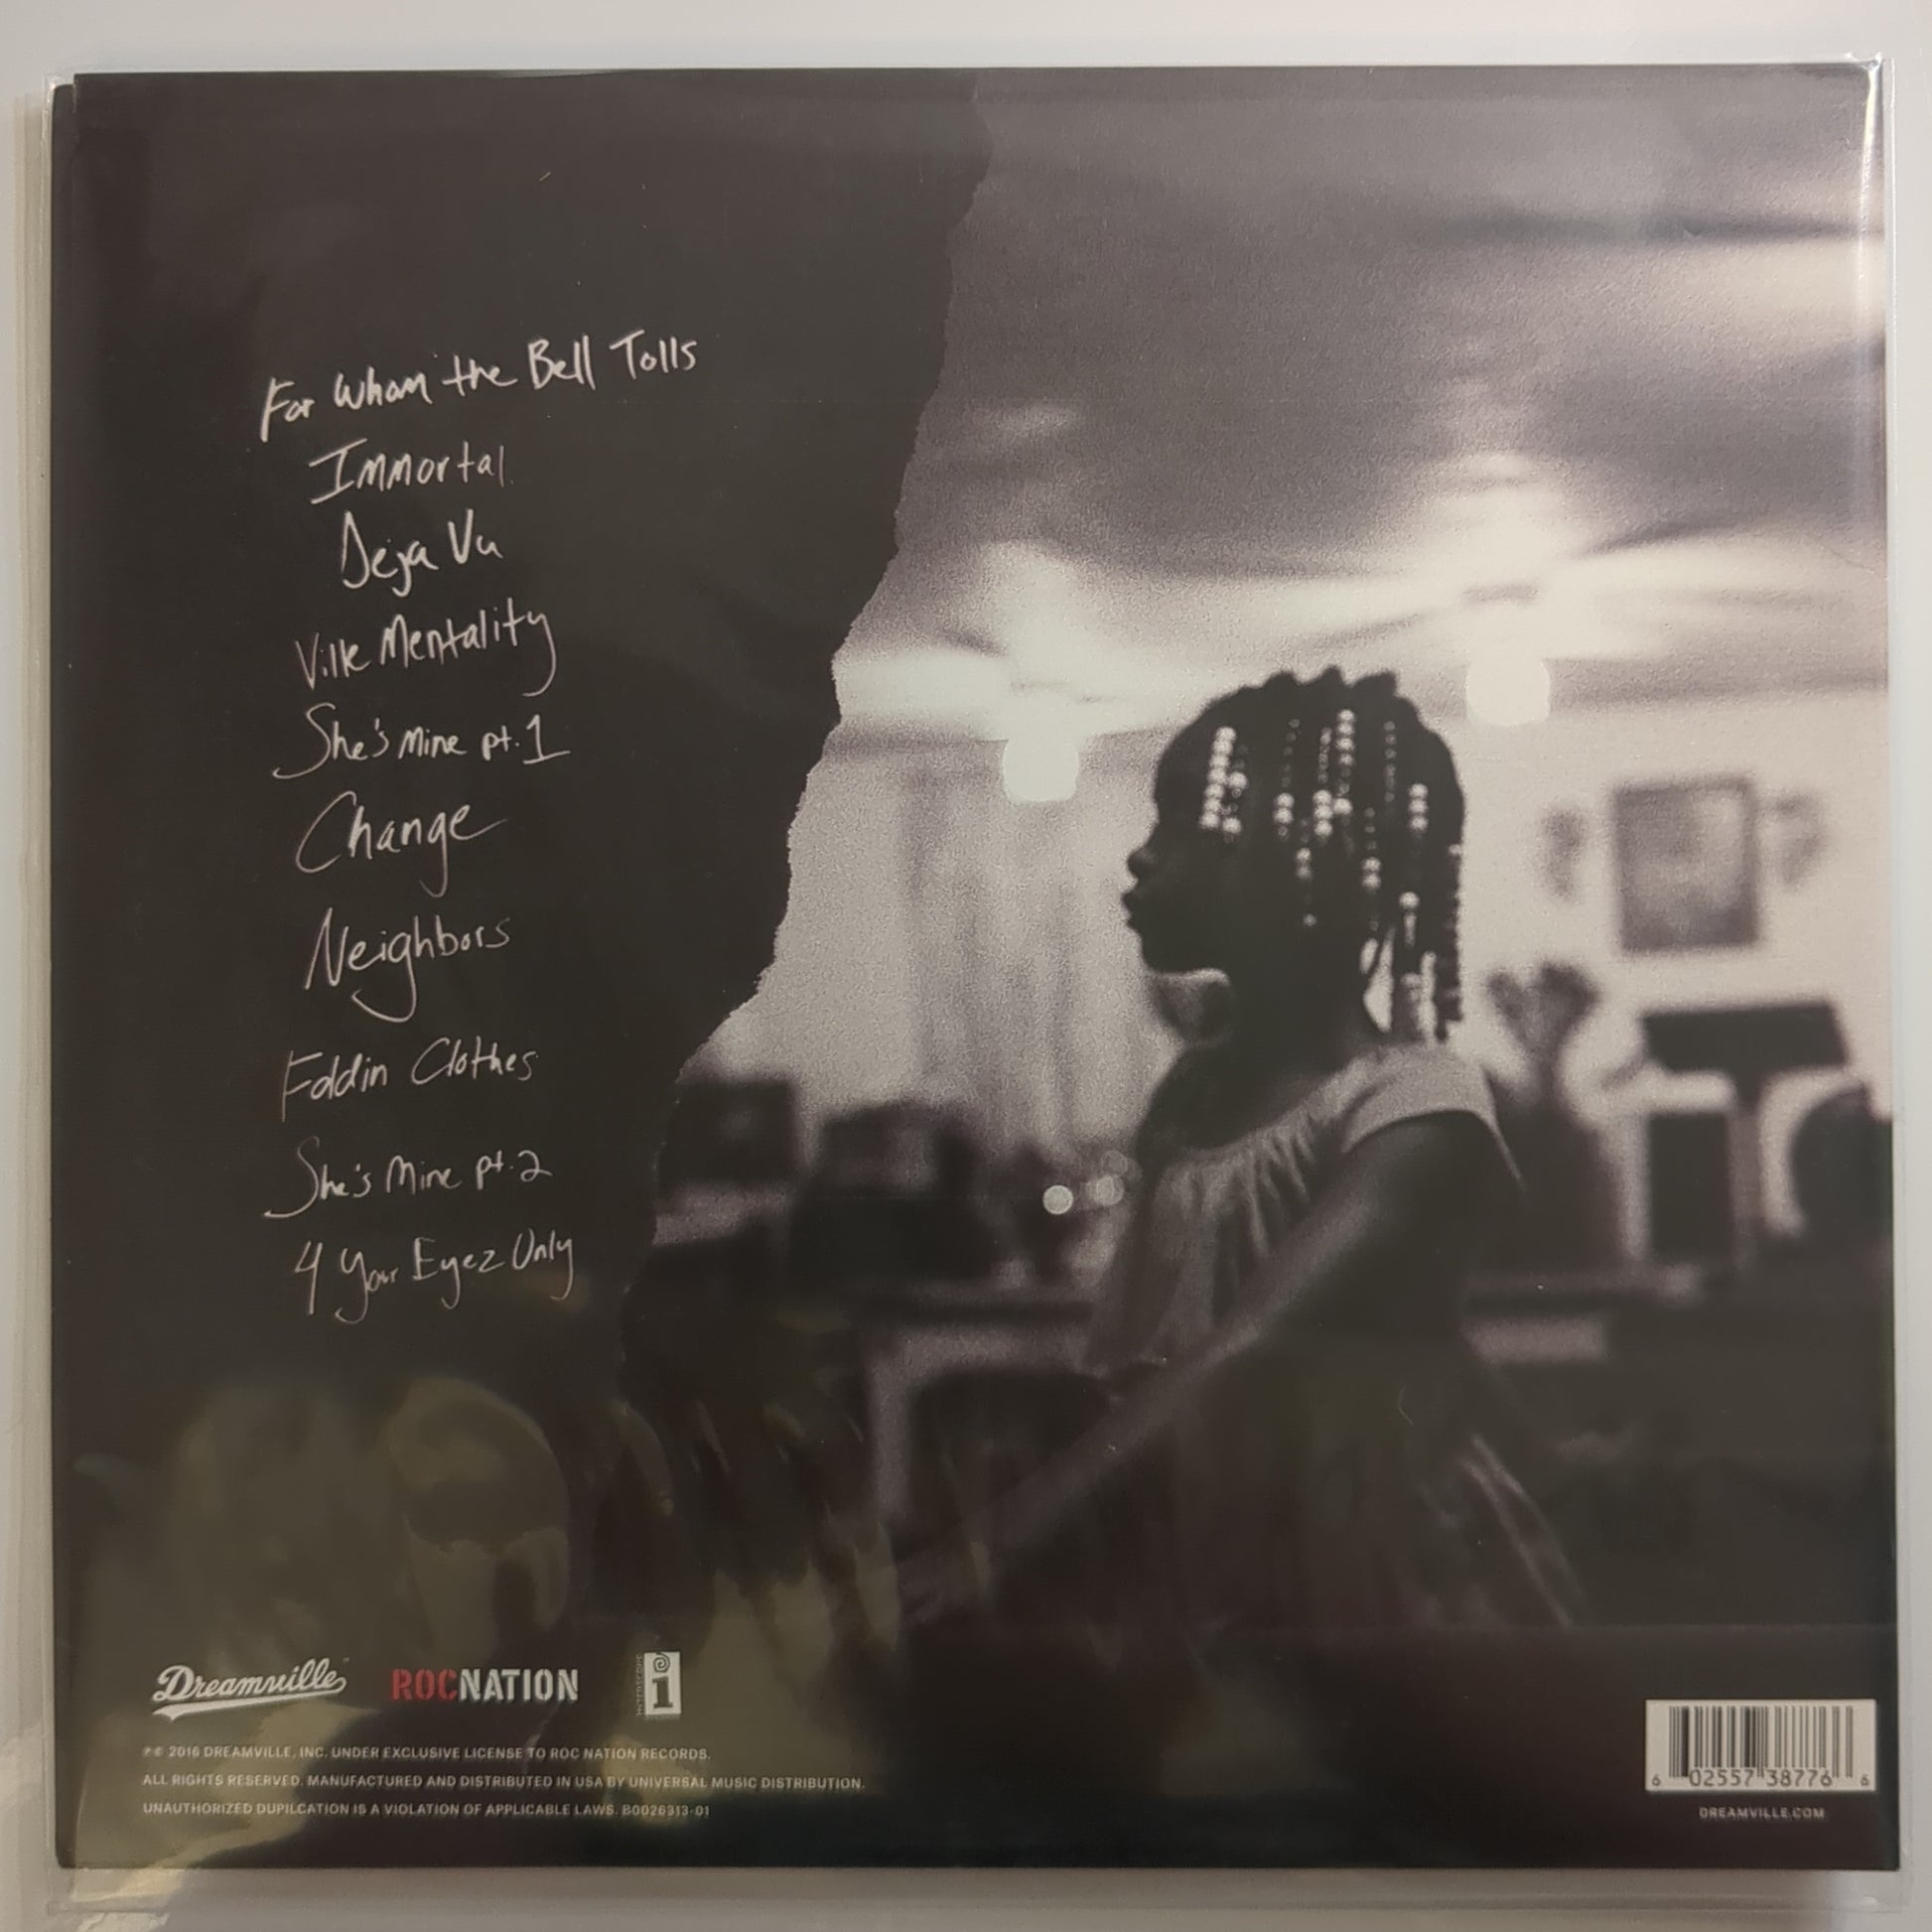 For Whom the Bell Tolls
Immortal
Deja Vu
Ville Mentality
She's Mine pt. 1
Change
Neighbors
Foldin Clothes
She's Mine pt. 2
4 Your Eyez Only
Dreamville™ ROCNATION INTERSCOPE i
℗© 2016 DREAMVILLE, INC. UNDER EXCLUSIVE LICENSE TO ROC NATION RECORDS.
ALL RIGHTS RESERVED. MANUFACTURED AND DISTRIBUTED IN USA BY UNIVERSAL MUSIC DISTRIBUTION.
UNAUTHORIZED DUPILCATION IS A VIOLATION OF APPLICABLE LAWS. B0026313-01
6 02557 38776 6
DREAMVILLE.COM